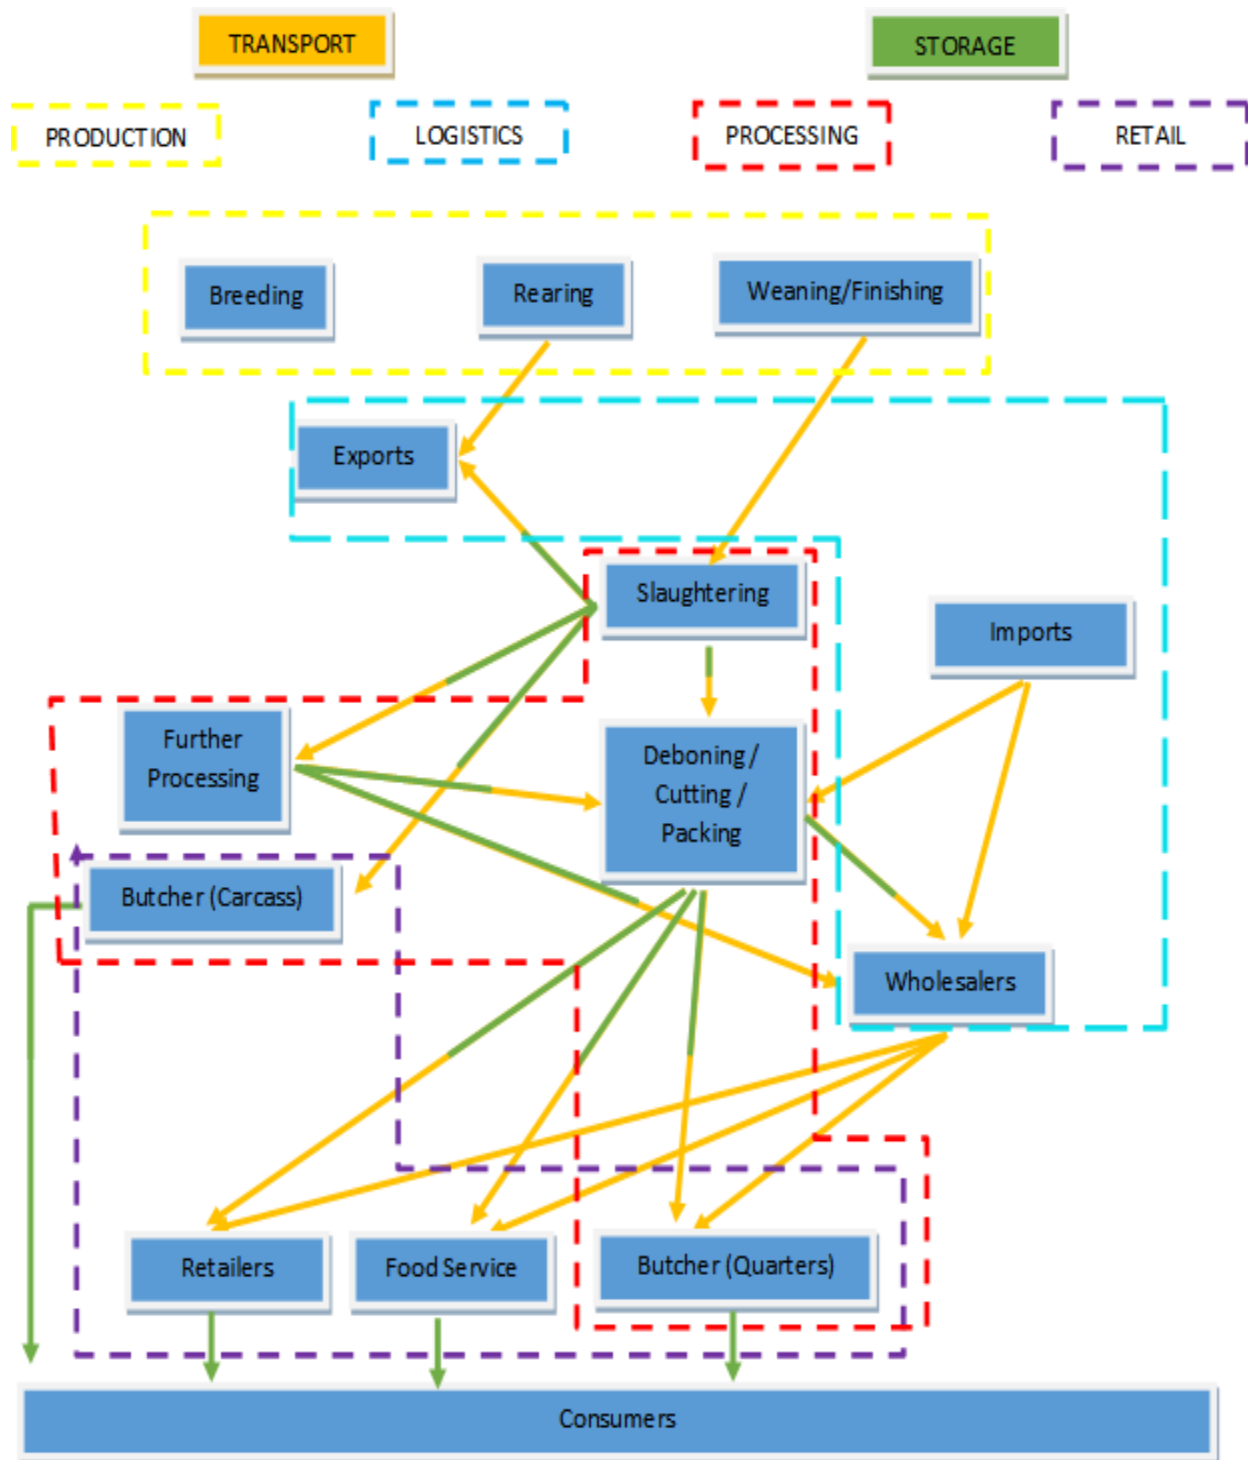 TRANSPORT
STORAGE
PRODUCTION
LOGISTICS
PROCESSING
RETAIL
Breeding
Rearing
Weaning/Finishing
Exports
Slaughtering
Imports
Further
Processing
Deboning /
Cutting /
Packing
Butcher (Carcass)
Wholesalers
Retailers
Food Service
Butcher (Quarters)
Consumers